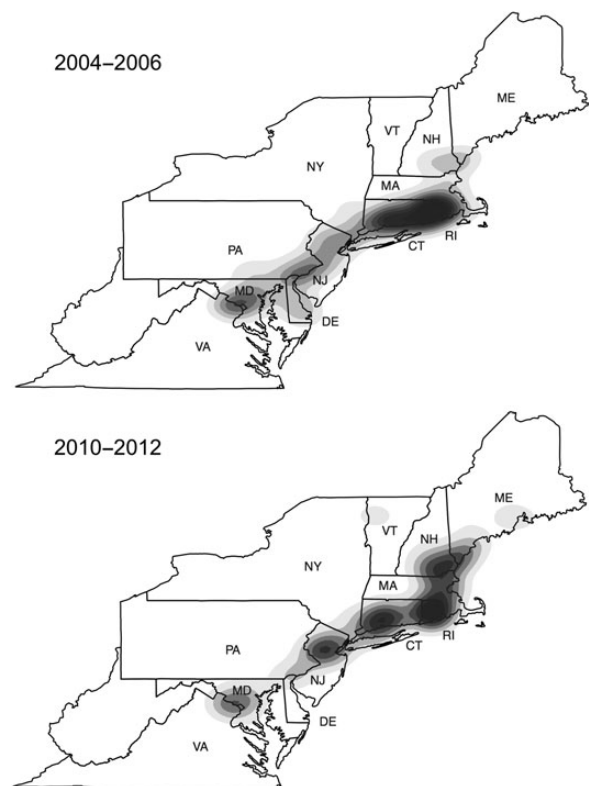 2004–2006
ME
VT
NH
NY
MA
PA
CT
RI
NJ
MD
DE
VA
2010–2012
ME
VT
NH
NY
MA
RI
CT
PA
NJ
MD
DE
VA